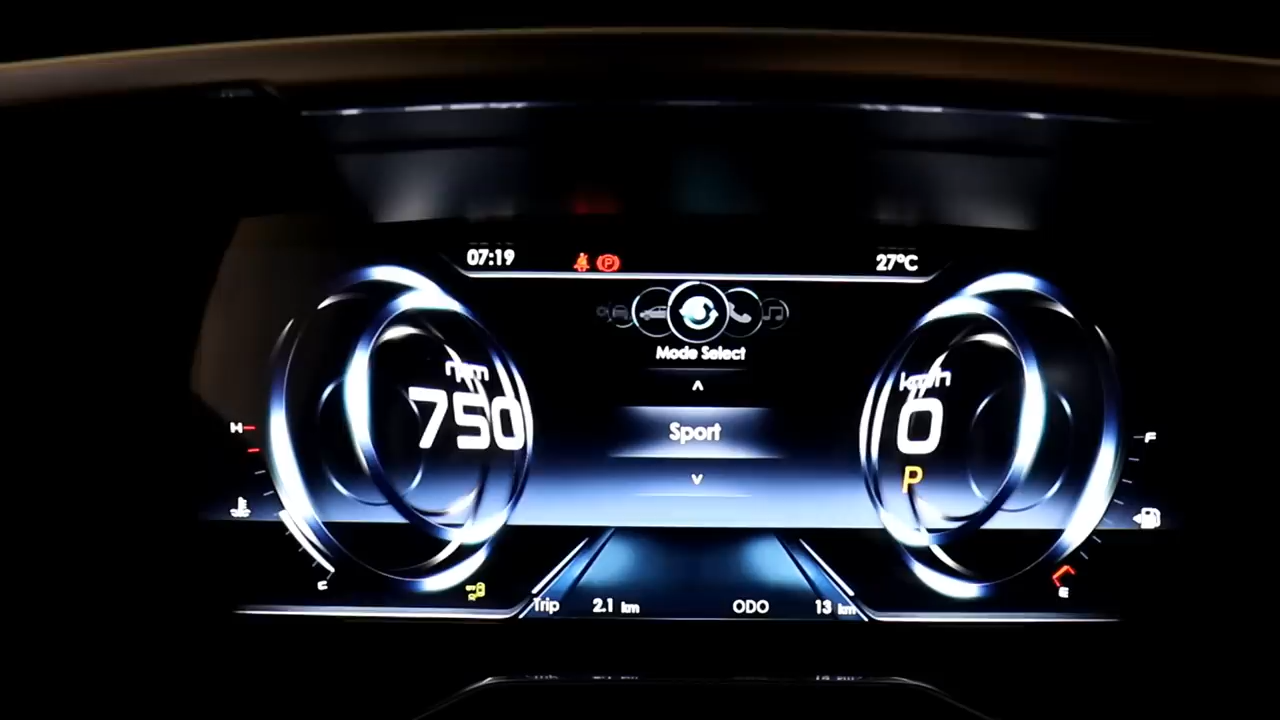 07:19
27°C
Mode Select
rpm
750
Sport
km/h
0
P
H
F
C
E
Trip 2.1 km
ODO 13 km